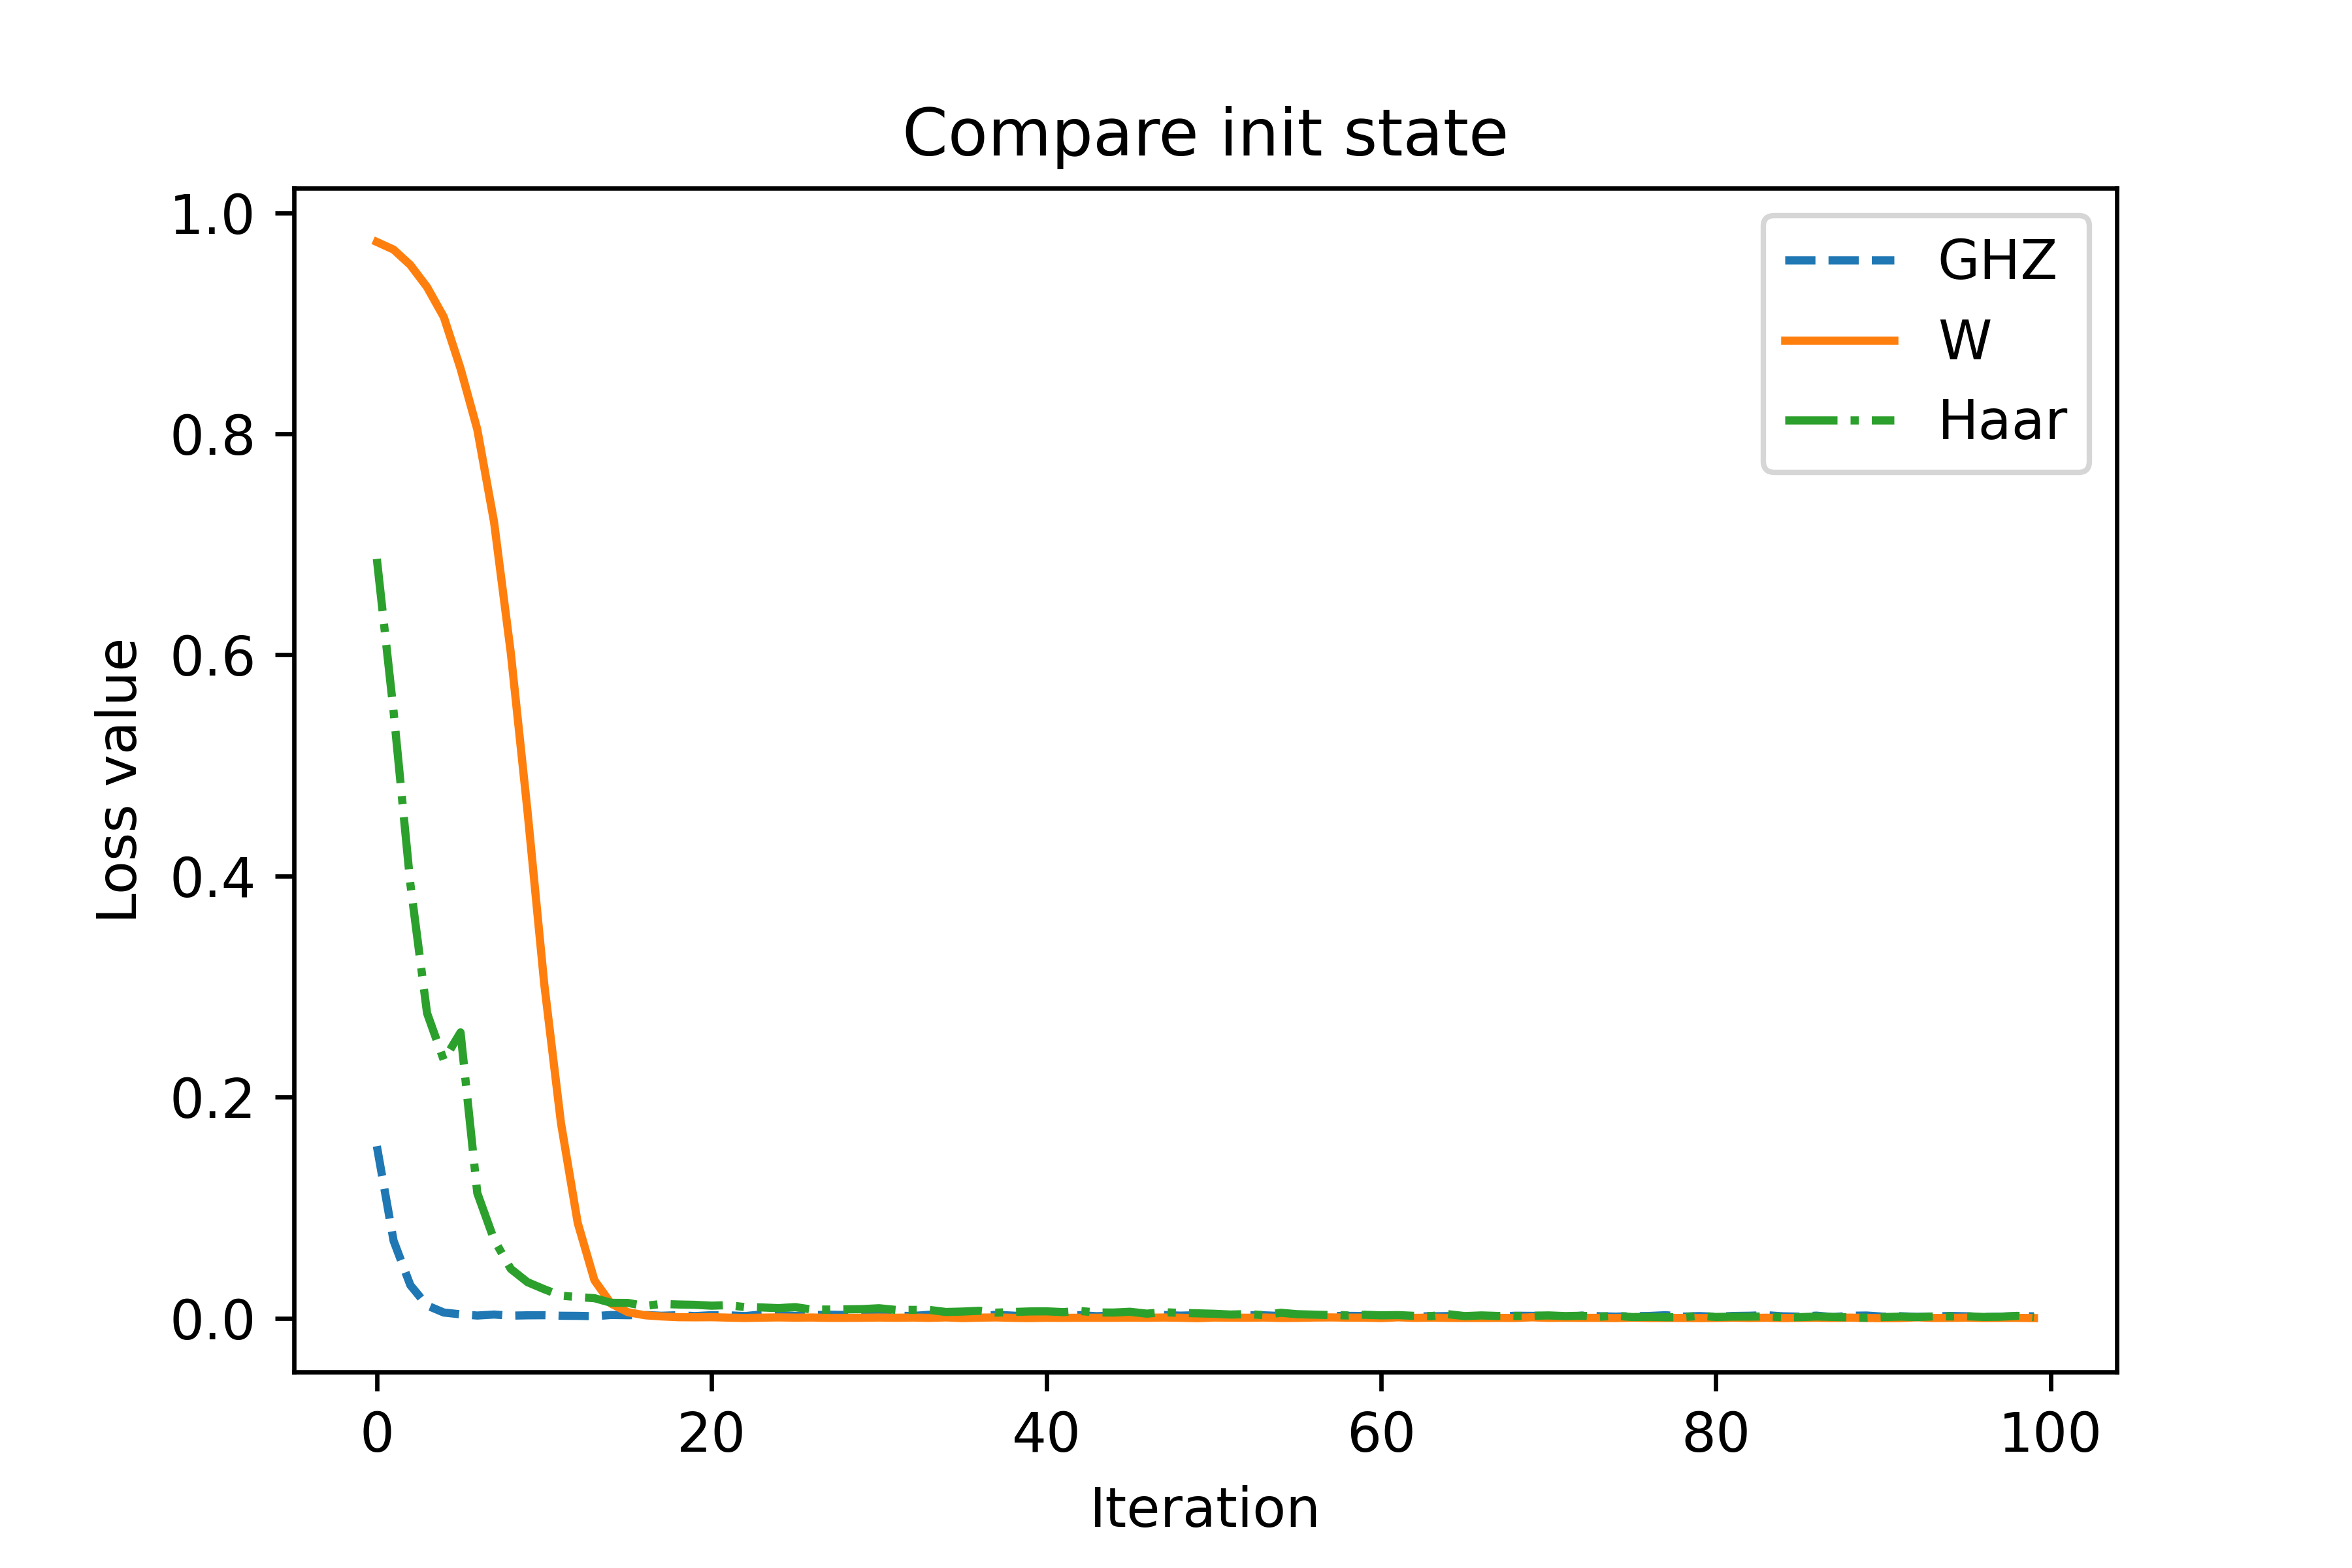 Compare init state
1.0
0.8
0.6
0.4
0.2
0.0
Loss value
GHZ
W
Haar
0 20 40 60 80 100
Iteration